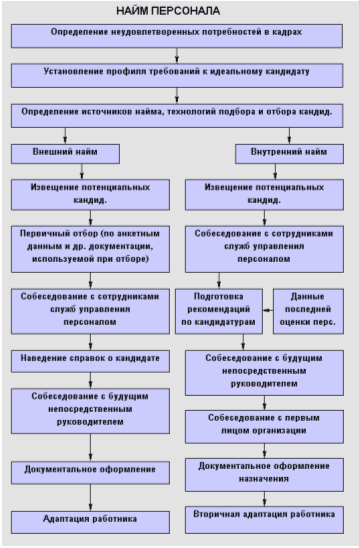 НАЙМ ПЕРСОНАЛА
Определение неудовлетворенных потребностей в кадрах
Установление профиля требований к идеальному кандидату
Определение источников найма, технологий подбора и отбора кандид.
Внешний найм
Извещение потенциальных
кандид.
Первичный отбор (по анкетным
данным и др. документации,
используемой при отборе)
Собеседование с сотрудниками
служб управления
персоналом
Наведение справок о кандидате
Собеседование с будущим
непосредственным
руководителем
Документальное оформление
Адаптация работника
Внутренний найм
Извещение потенциальных
кандид.
Собеседование с сотрудниками
служб управления
персоналом
Подготовка
рекомендаций
по кандидатурам
Данные
последней
оценки перс.
Собеседование с будущим
непосредственным
руководителем
Собеседование с первым
лицом организации
Документальное оформление
назначения
Вторичная адаптация работника